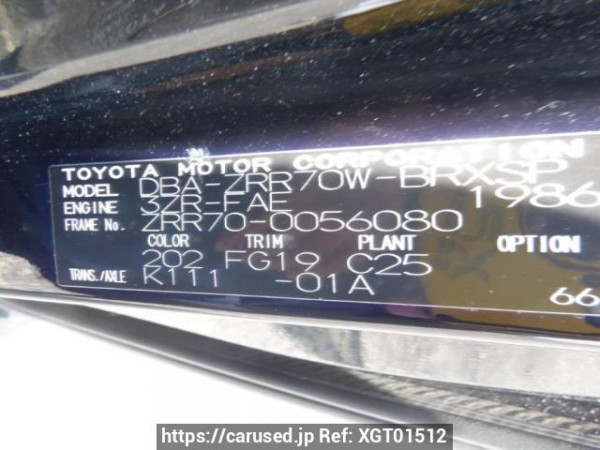 TOYOTA MOTOR CORPORATION
MODEL DBA-ZRR70W-BRXSP
ENGINE 3ZR-FAE 1986
FRAME No. ZRR70-0056080
COLOR TRIM PLANT OPTION
202 FG19 C25
TRANS./AXLE K111 -01A
66
https://carused.jp Ref: XGT01512